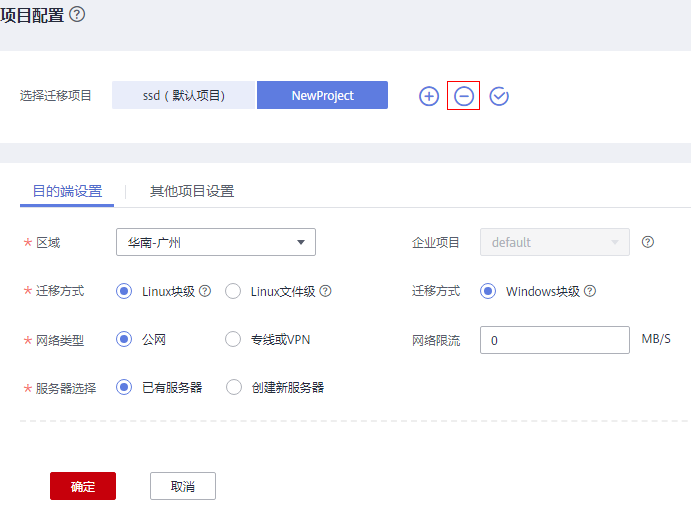 项目配置
选择迁移项目 ssd（默认项目） NewProject
目的端设置 其他项目设置
* 区域 华南-广州 企业项目 default
* 迁移方式 Linux块级 Linux文件级 迁移方式 Windows块级
* 网络类型 公网 专线或VPN 网络限流 0 MB/S
* 服务器选择 已有服务器 创建新服务器
确定 取消